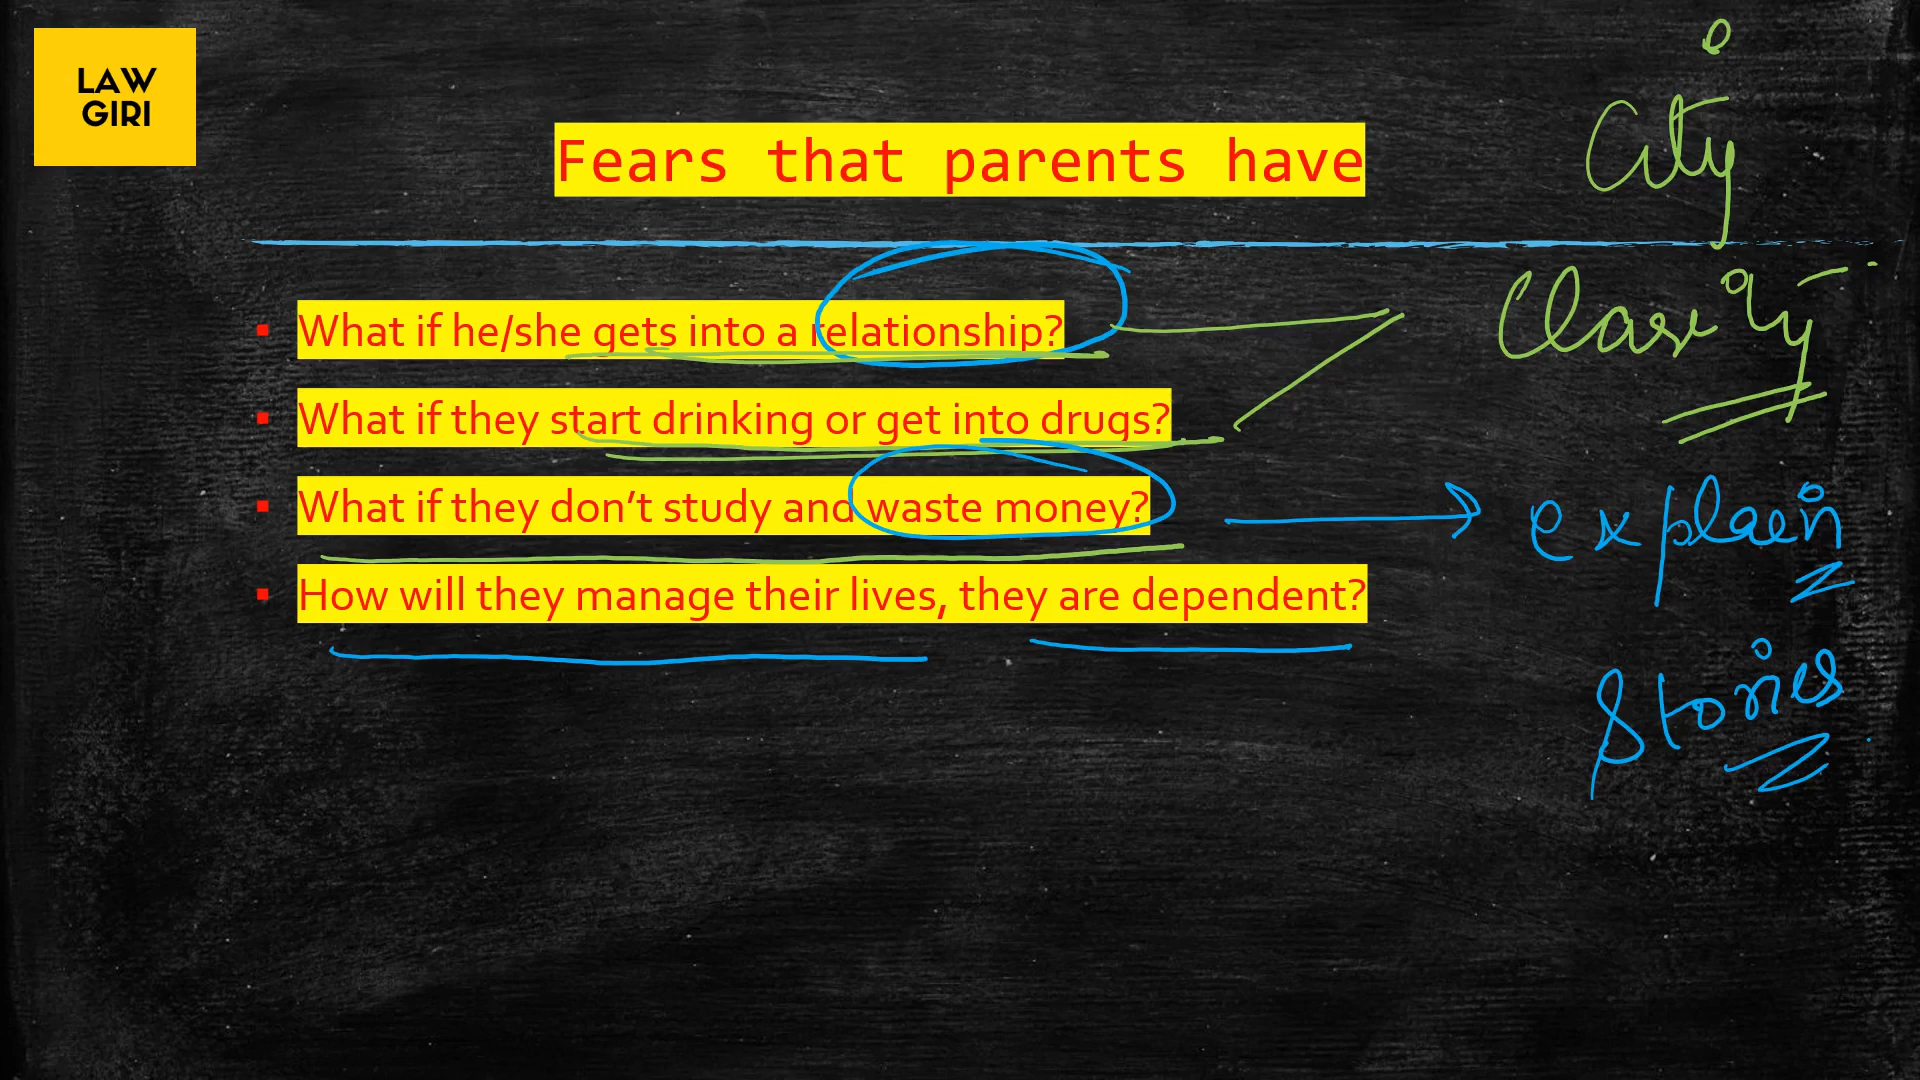 LAW
GIRI
Fears that parents have
City
Clarity
What if he/she gets into a relationship?
What if they start drinking or get into drugs?
What if they don’t study and waste money?
explain
How will they manage their lives, they are dependent?
Stories